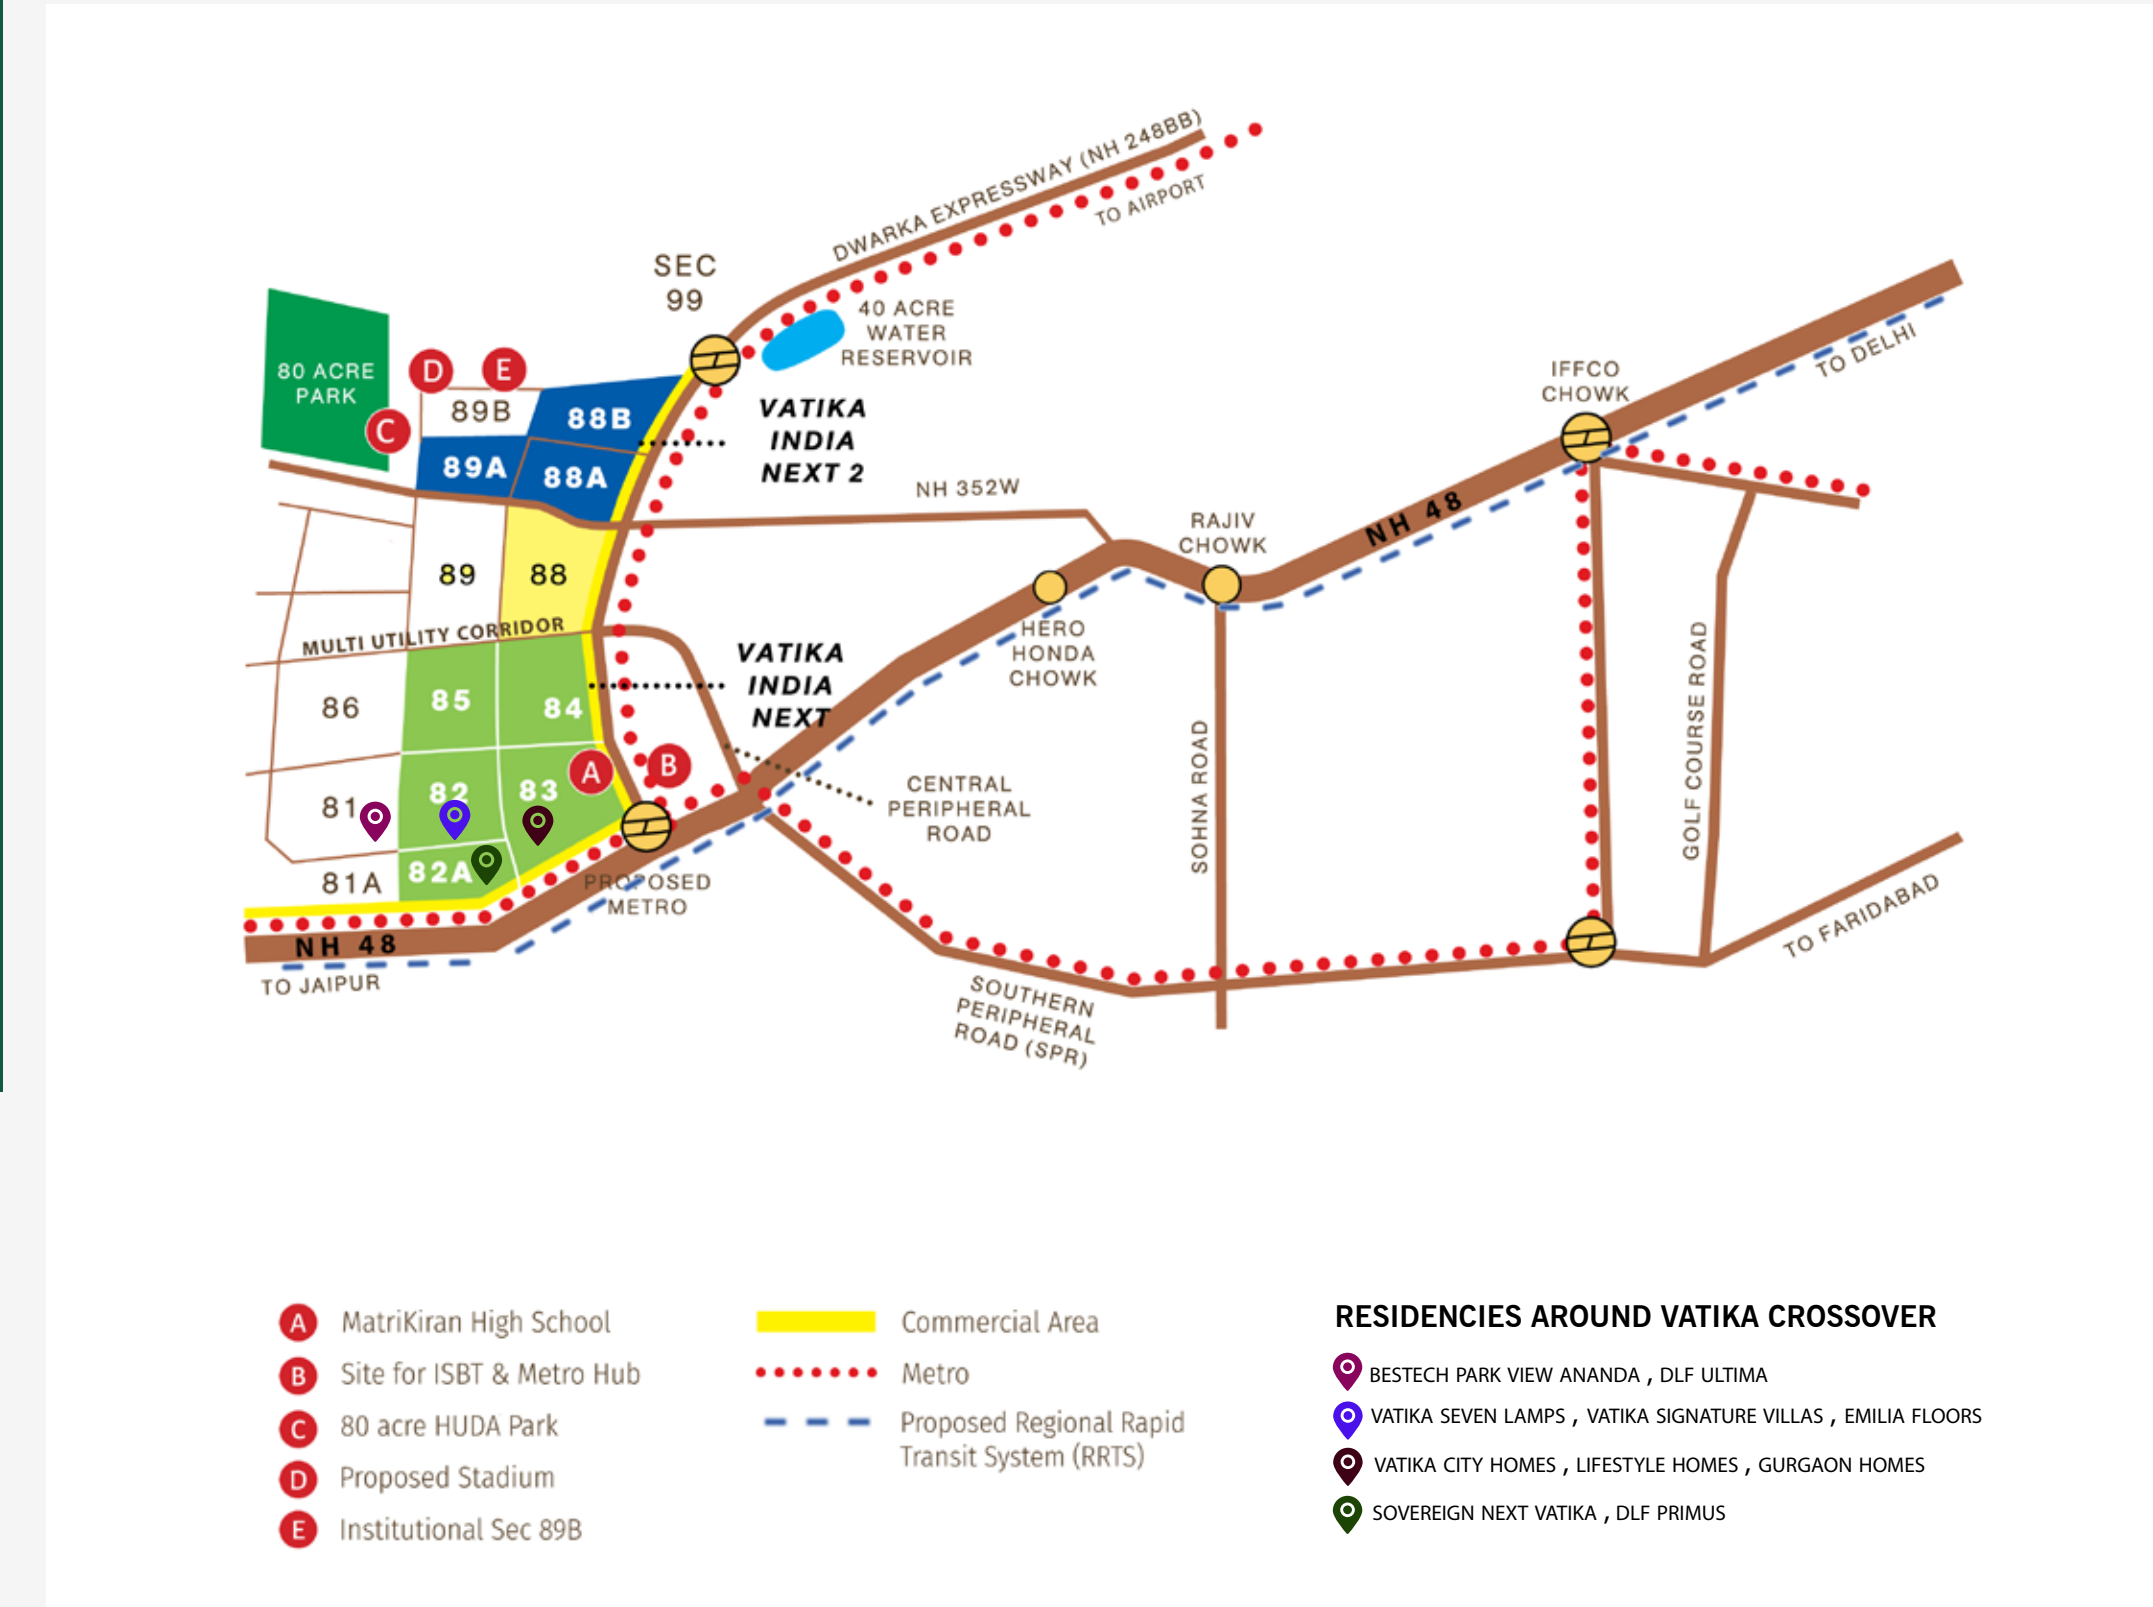 DWARKA EXPRESSWAY (NH 248BB)
TO AIRPORT
SEC
99
40 ACRE
WATER
RESERVOIR
80 ACRE
PARK
D
E
C
89B
88B
89A
88A
VATIKA
INDIA
NEXT 2
IFFCO
CHOWK
TO DELHI
NH 352W
RAJIV
CHOWK
NH 48
89
88
MULTI UTILITY CORRIDOR
HERO
HONDA
CHOWK
VATIKA
INDIA
NEXT
86
85
84
GOLF COURSE ROAD
SOHNA ROAD
A
B
81
82
83
CENTRAL
PERIPHERAL
ROAD
81A
82A
PROPOSED
METRO
NH 48
TO JAIPUR
TO FARIDABAD
SOUTHERN
PERIPHERAL
ROAD (SPR)
A MatriKiran High School
B Site for ISBT & Metro Hub
C 80 acre HUDA Park
D Proposed Stadium
E Institutional Sec 89B
Commercial Area
Metro
Proposed Regional Rapid
Transit System (RRTS)
RESIDENCIES AROUND VATIKA CROSSOVER
BESTECH PARK VIEW ANANDA , DLF ULTIMA
VATIKA SEVEN LAMPS , VATIKA SIGNATURE VILLAS , EMILIA FLOORS
VATIKA CITY HOMES , LIFESTYLE HOMES , GURGAON HOMES
SOVEREIGN NEXT VATIKA , DLF PRIMUS